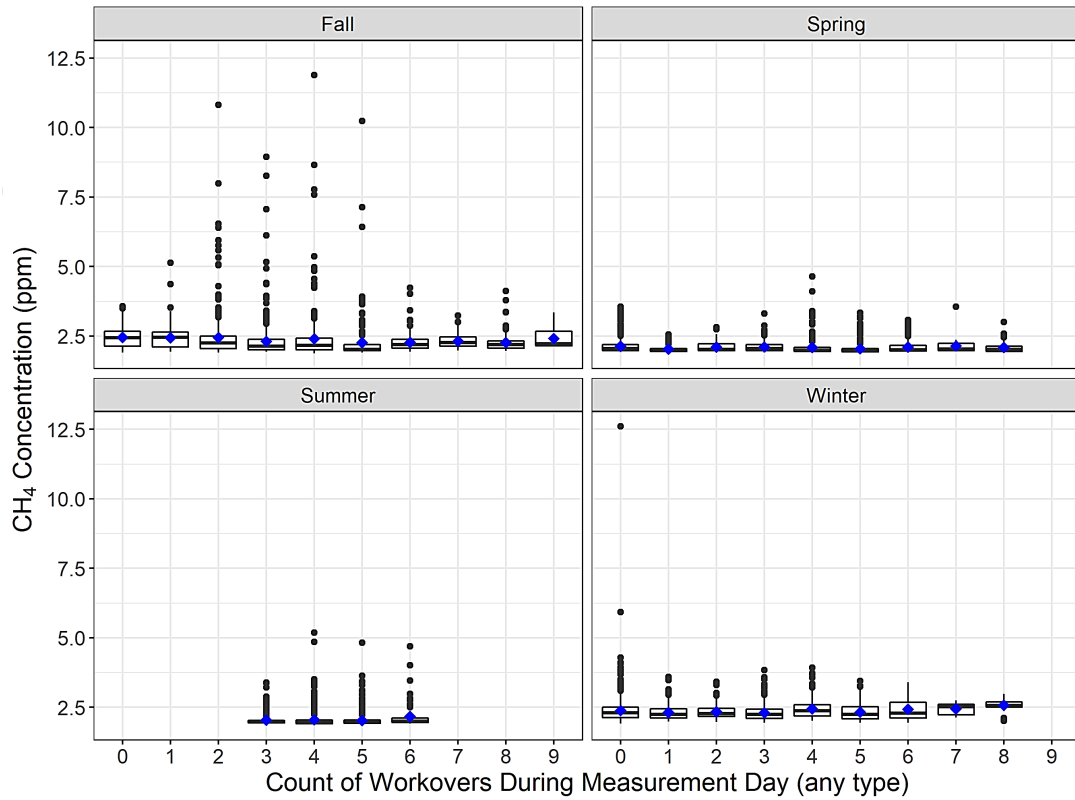 Fall
Spring
12.5
10.0
7.5
5.0
2.5
Summer
Winter
12.5
10.0
7.5
5.0
2.5
CH₄ Concentration (ppm)
0 1 2 3 4 5 6 7 8 9
0 1 2 3 4 5 6 7 8 9
Count of Workovers During Measurement Day (any type)